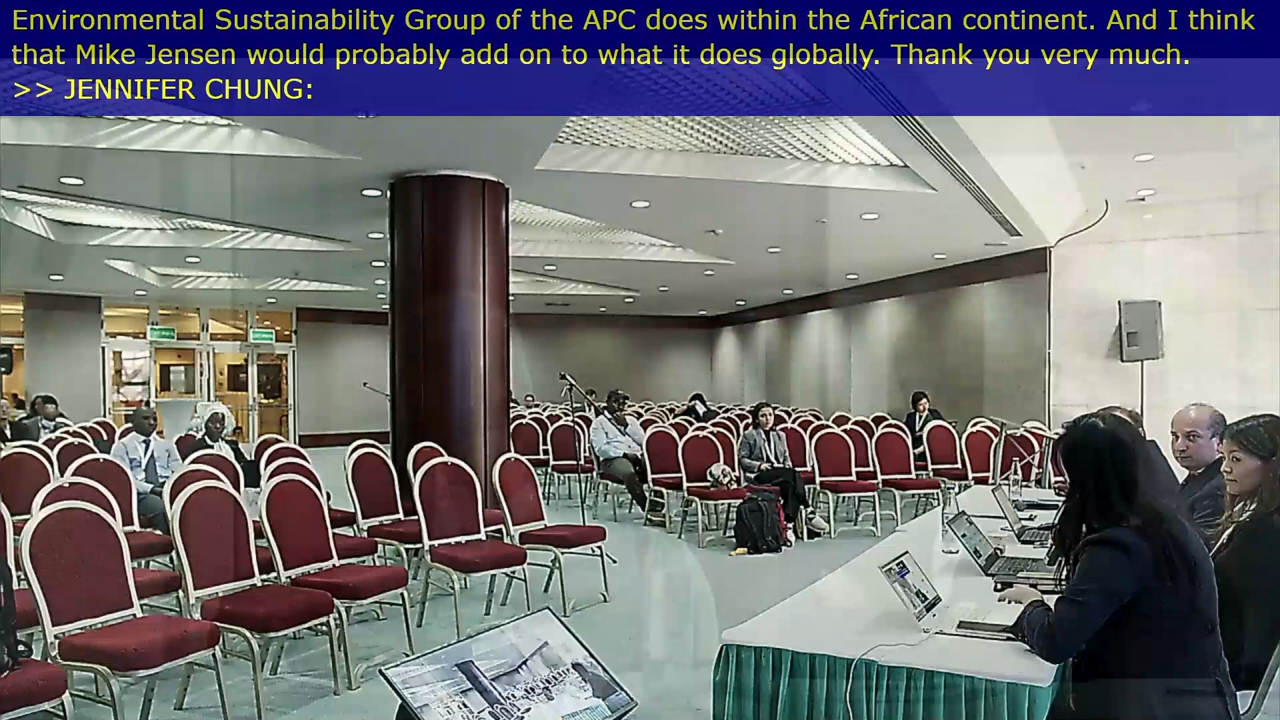 Environmental Sustainability Group of the APC does within the African continent. And I think
that Mike Jensen would probably add on to what it does globally. Thank you very much.
>> JENNIFER CHUNG: